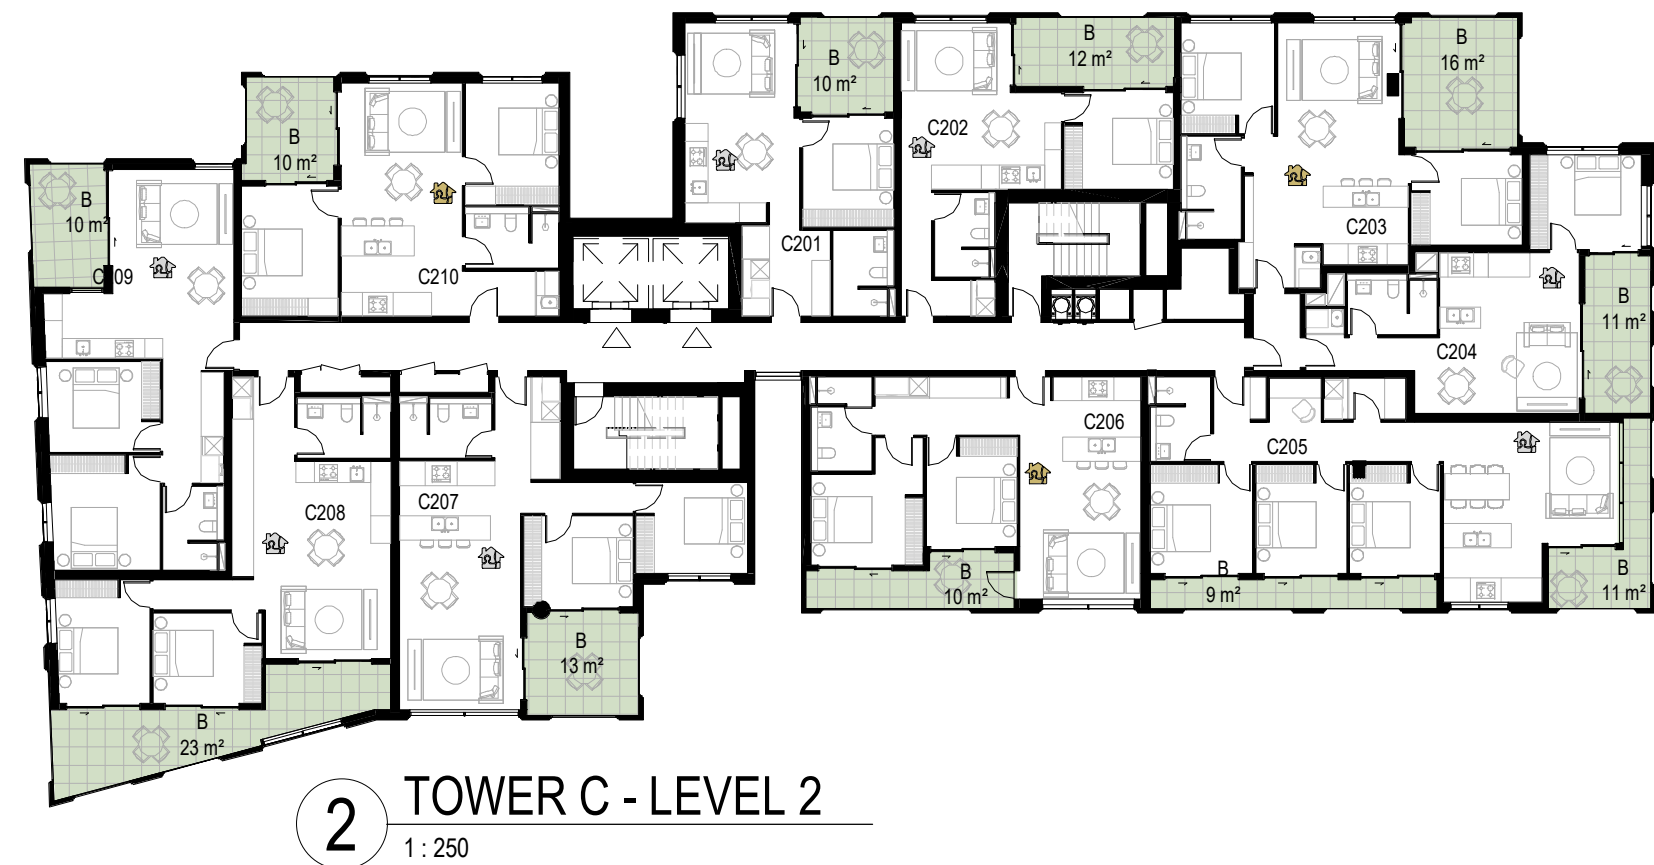 B
10 m²
C201
B
12 m²
C202
B
16 m²
C203
B
11 m²
C204
B
10 m²
C210
B
10 m²
C209
C208
B
23 m²
C207
B
13 m²
C206
B
10 m²
C205
B
9 m²
B
11 m²
2
TOWER C - LEVEL 2
1 : 250